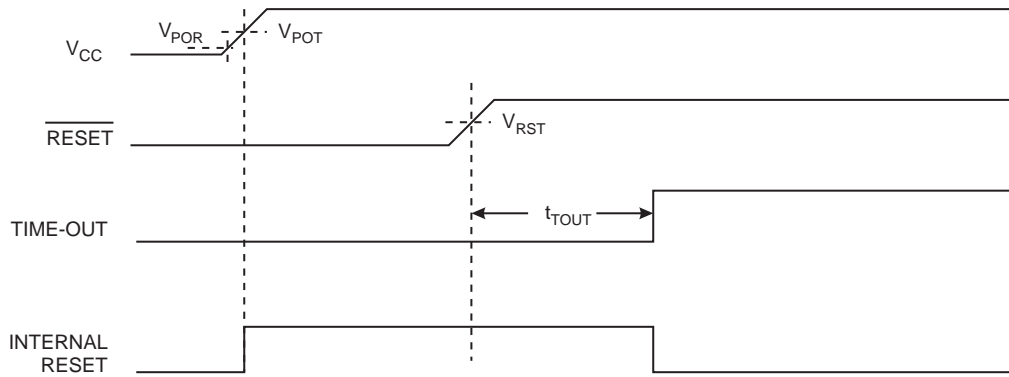 V_POR
V_POT
V_CC
RESET
V_RST
TIME-OUT
t_TOUT
INTERNAL
RESET